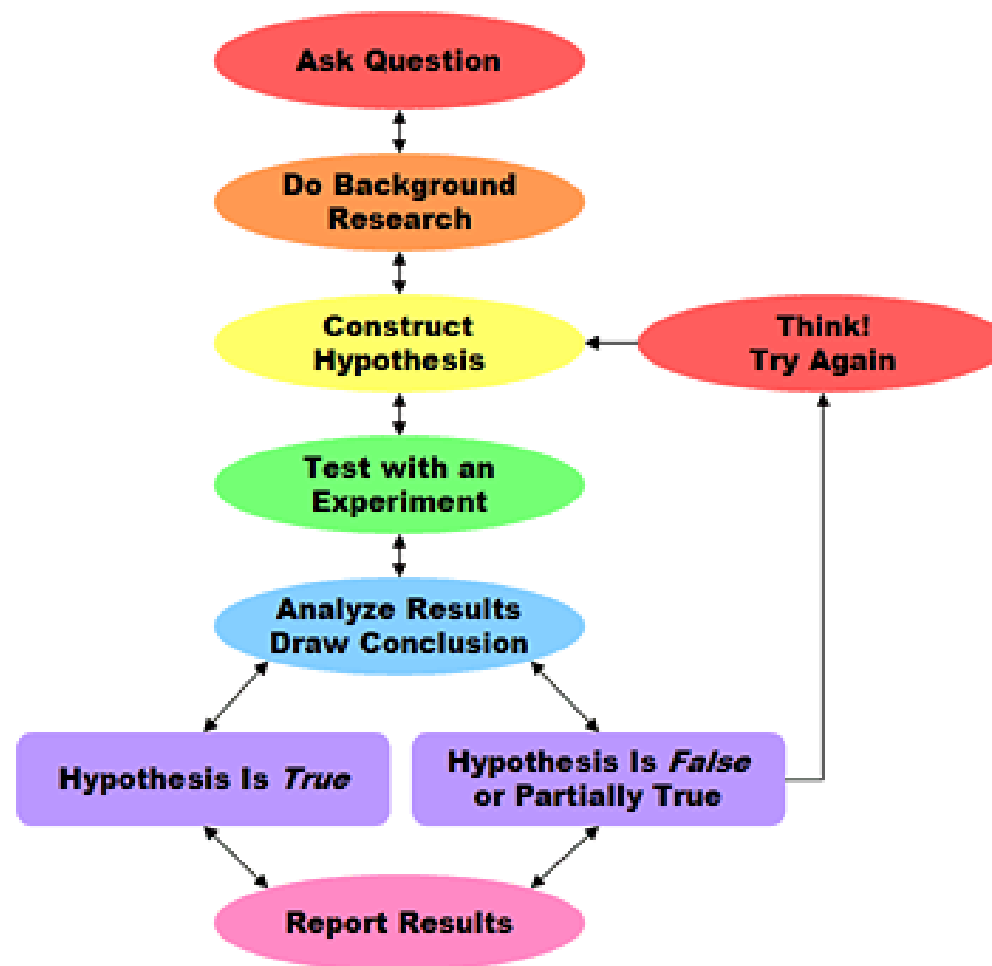 Ask Question
Do Background
Research
Construct
Hypothesis
Think!
Try Again
Test with an
Experiment
Analyze Results
Draw Conclusion
Hypothesis Is True
Hypothesis Is False
or Partially True
Report Results